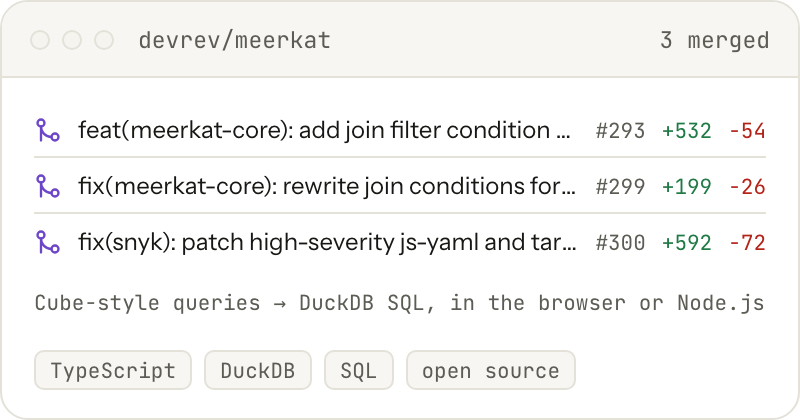 devrev/meerkat 3 merged
feat(meerkat-core): add join filter condition ... #293 +532 -54
fix(meerkat-core): rewrite join conditions for... #299 +199 -26
fix(snyk): patch high-severity js-yaml and tar... #300 +592 -72
Cube-style queries → DuckDB SQL, in the browser or Node.js
TypeScript DuckDB SQL open source